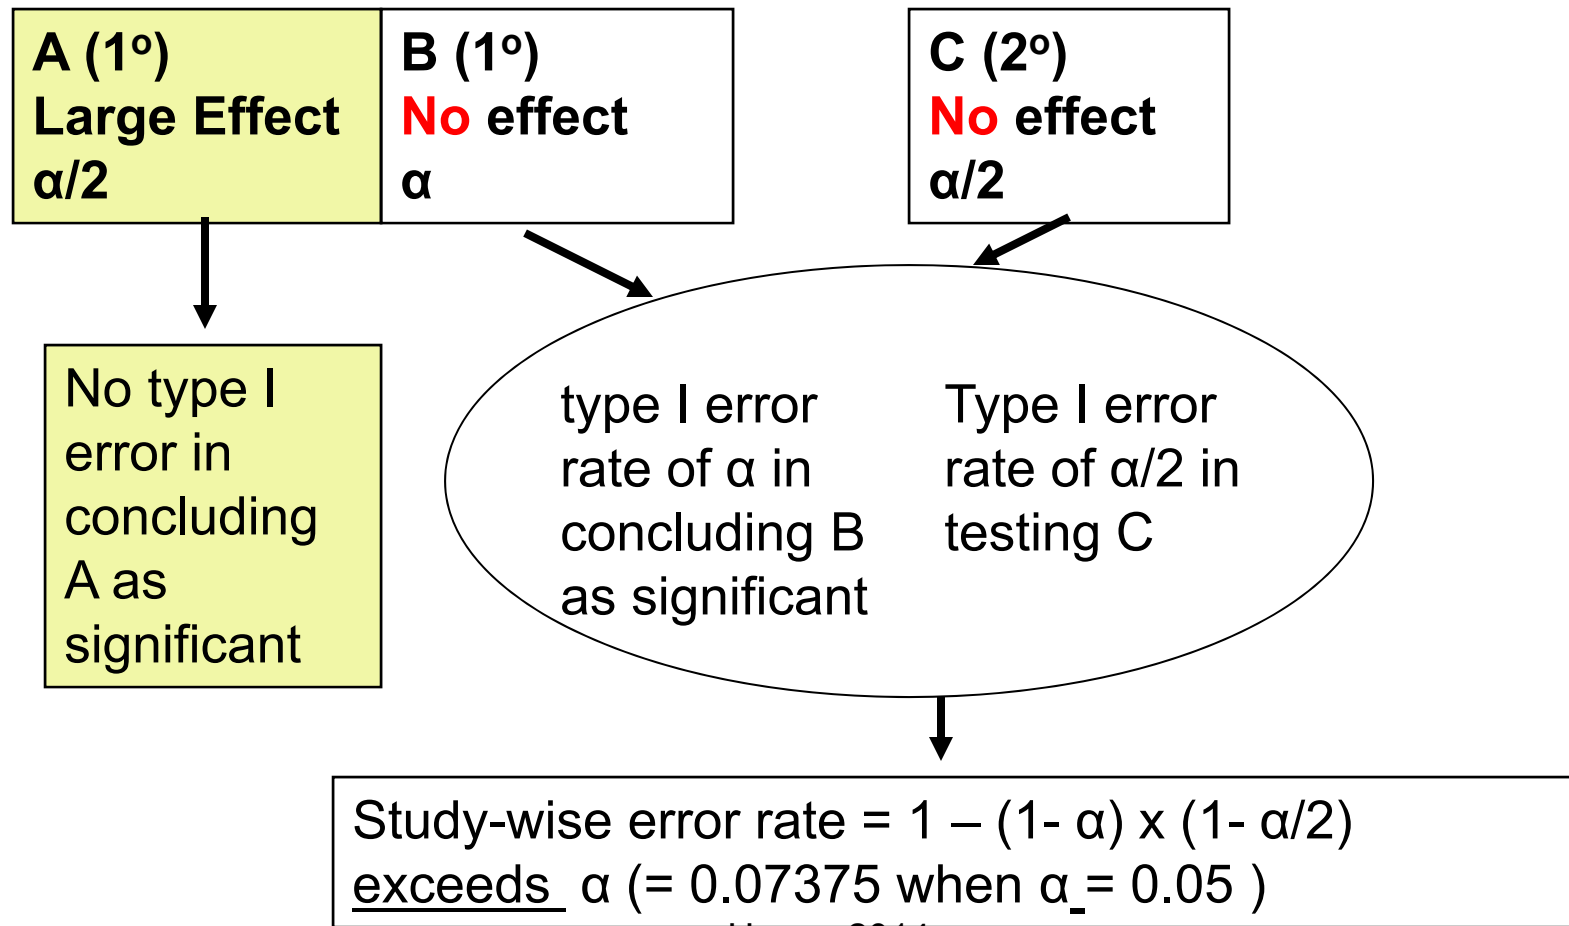 A (1º)
Large Effect
α/2
B (1º)
No effect
α
C (2º)
No effect
α/2
No type I
error in
concluding
A as
significant
type I error
rate of α in
concluding B
as significant
Type I error
rate of α/2 in
testing C
Study-wise error rate = 1 – (1- α) x (1- α/2)
exceeds α (= 0.07375 when α = 0.05 )